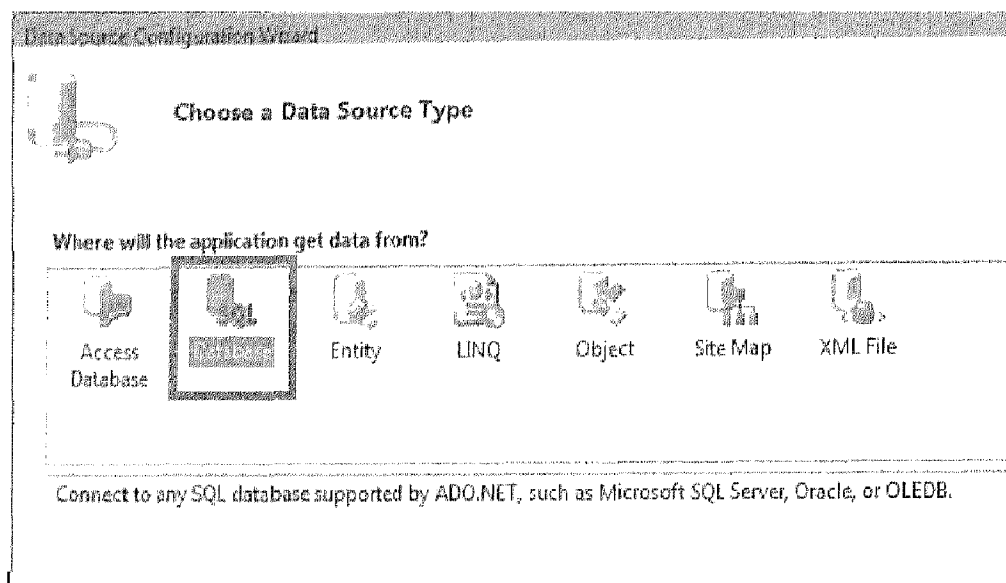 Data Source Configuration Wizard
Choose a Data Source Type
Where will the application get data from?
SQL
Access Database
Database
Entity
LINQ
Object
Site Map
XML File
Connect to any SQL database supported by ADO.NET, such as Microsoft SQL Server, Oracle, or OLEDB.